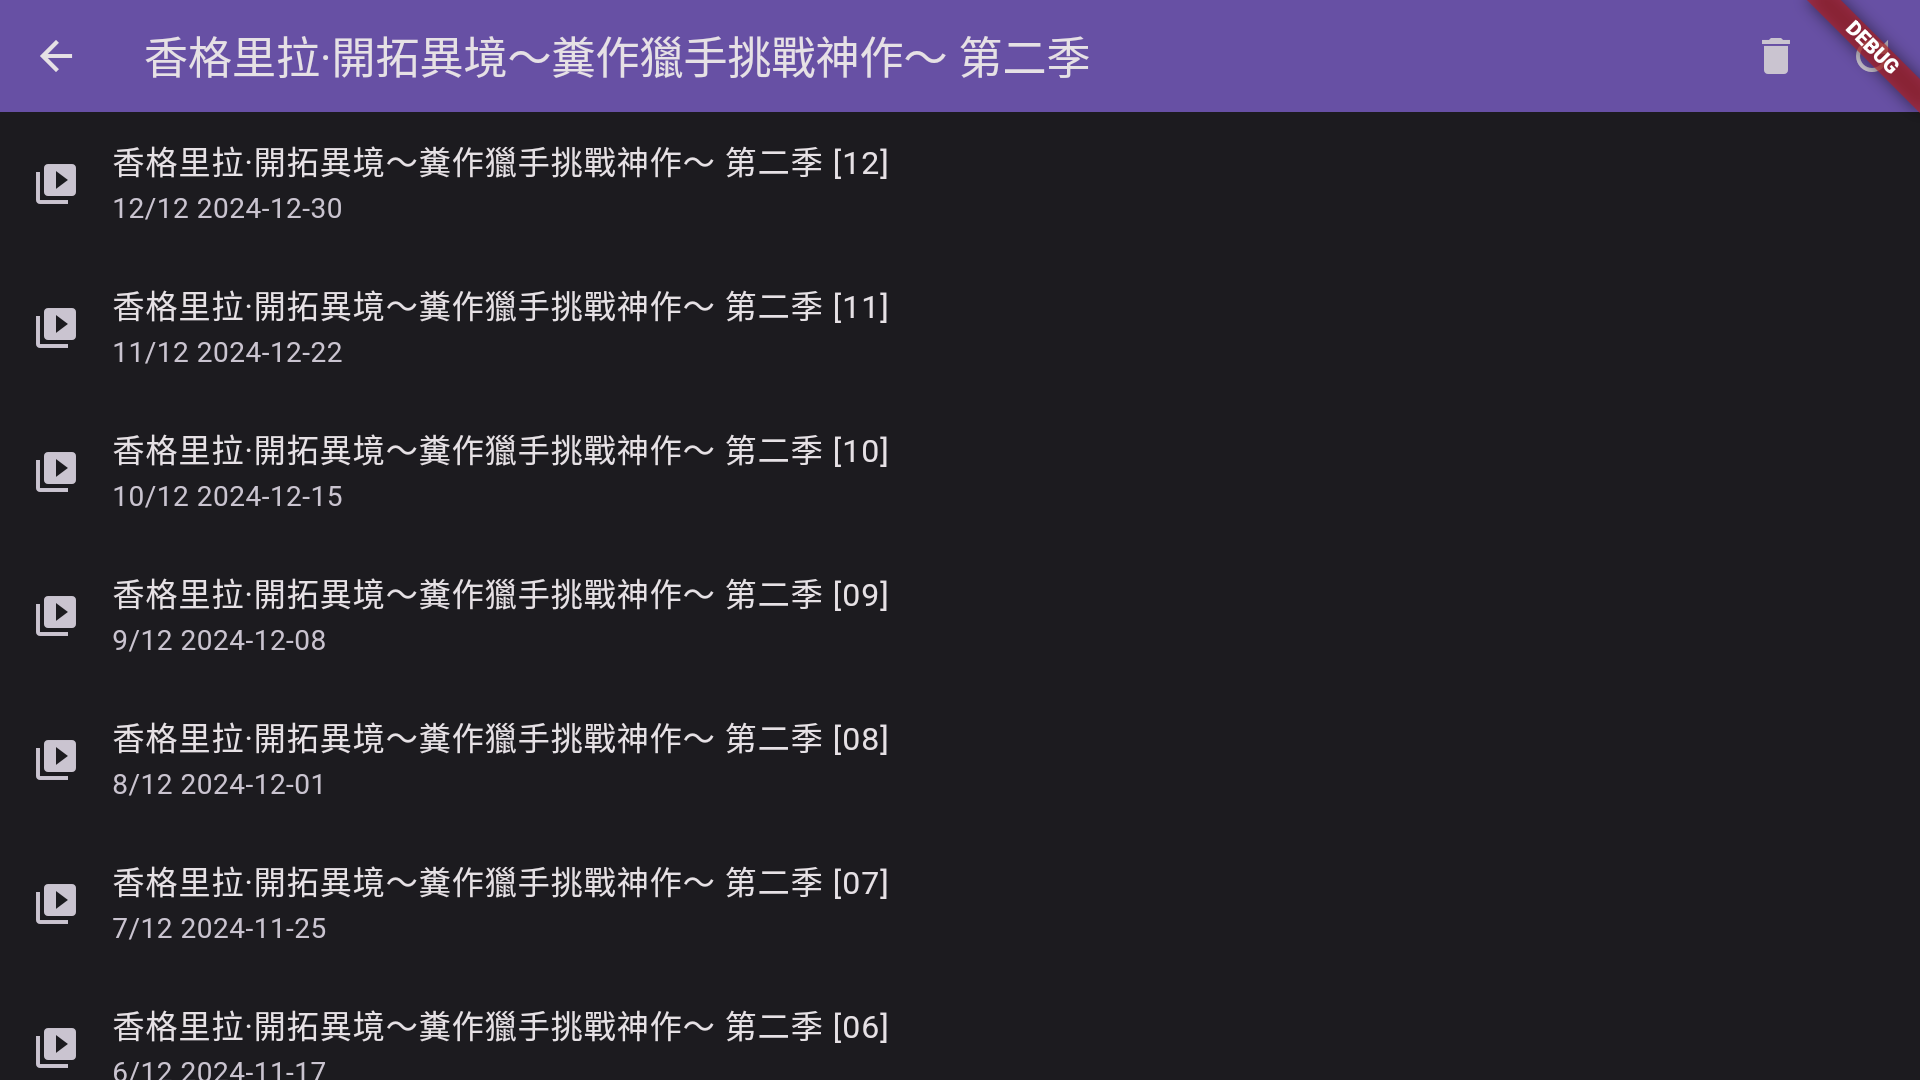 香格里拉·開拓異境～糞作獵手挑戰神作～ 第二季
DEBUG
香格里拉·開拓異境～糞作獵手挑戰神作～ 第二季 [12]
12/12 2024-12-30
香格里拉·開拓異境～糞作獵手挑戰神作～ 第二季 [11]
11/12 2024-12-22
香格里拉·開拓異境～糞作獵手挑戰神作～ 第二季 [10]
10/12 2024-12-15
香格里拉·開拓異境～糞作獵手挑戰神作～ 第二季 [09]
9/12 2024-12-08
香格里拉·開拓異境～糞作獵手挑戰神作～ 第二季 [08]
8/12 2024-12-01
香格里拉·開拓異境～糞作獵手挑戰神作～ 第二季 [07]
7/12 2024-11-25
香格里拉·開拓異境～糞作獵手挑戰神作～ 第二季 [06]
6/12 2024-11-17